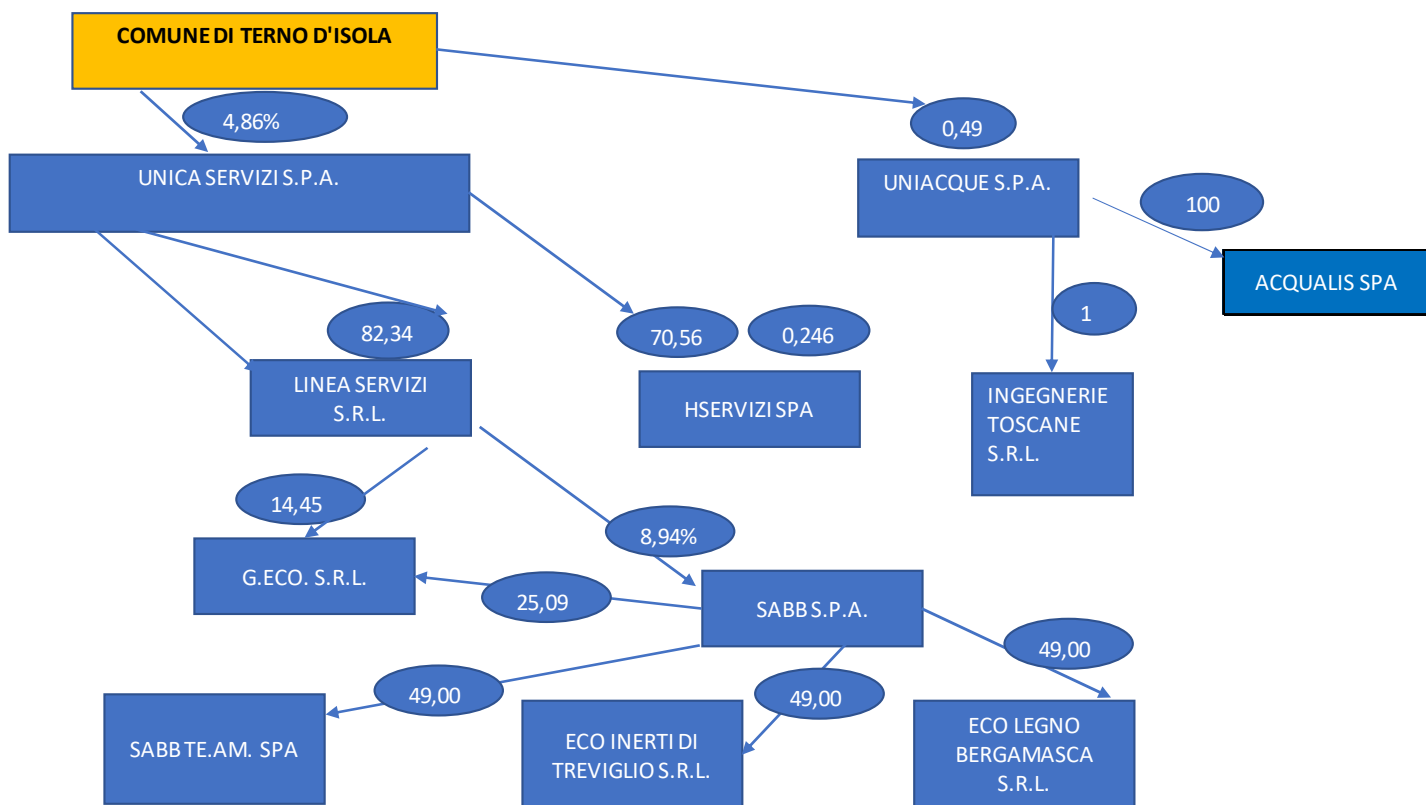 COMUNE DI TERNO D'ISOLA
4,86%
0,49
UNICA SERVIZI S.P.A.
UNIACQUE S.P.A.
100
ACQUALIS SPA
82,34
70,56
0,246
1
LINEA SERVIZI
S.R.L.
HSERVIZI SPA
INGEGNERIE
TOSCANE
S.R.L.
14,45
8,94%
G.ECO. S.R.L.
25,09
SABB S.P.A.
49,00
49,00
49,00
SABB TE.AM. SPA
ECO INERTI DI
TREVIGLIO S.R.L.
ECO LEGNO
BERGAMASCA
S.R.L.